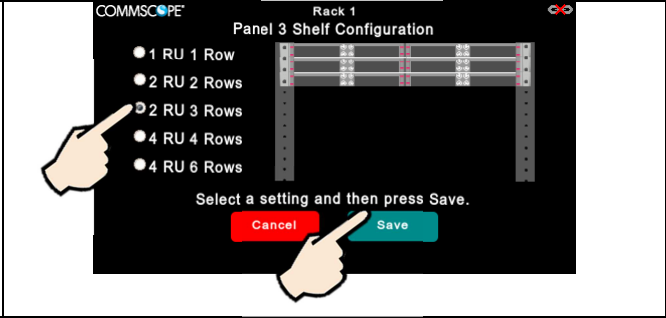 COMMSCOPE
Rack 1
Panel 3 Shelf Configuration
1 RU 1 Row
2 RU 2 Rows
2 RU 3 Rows
4 RU 4 Rows
4 RU 6 Rows
Select a setting and then press Save.
Cancel
Save